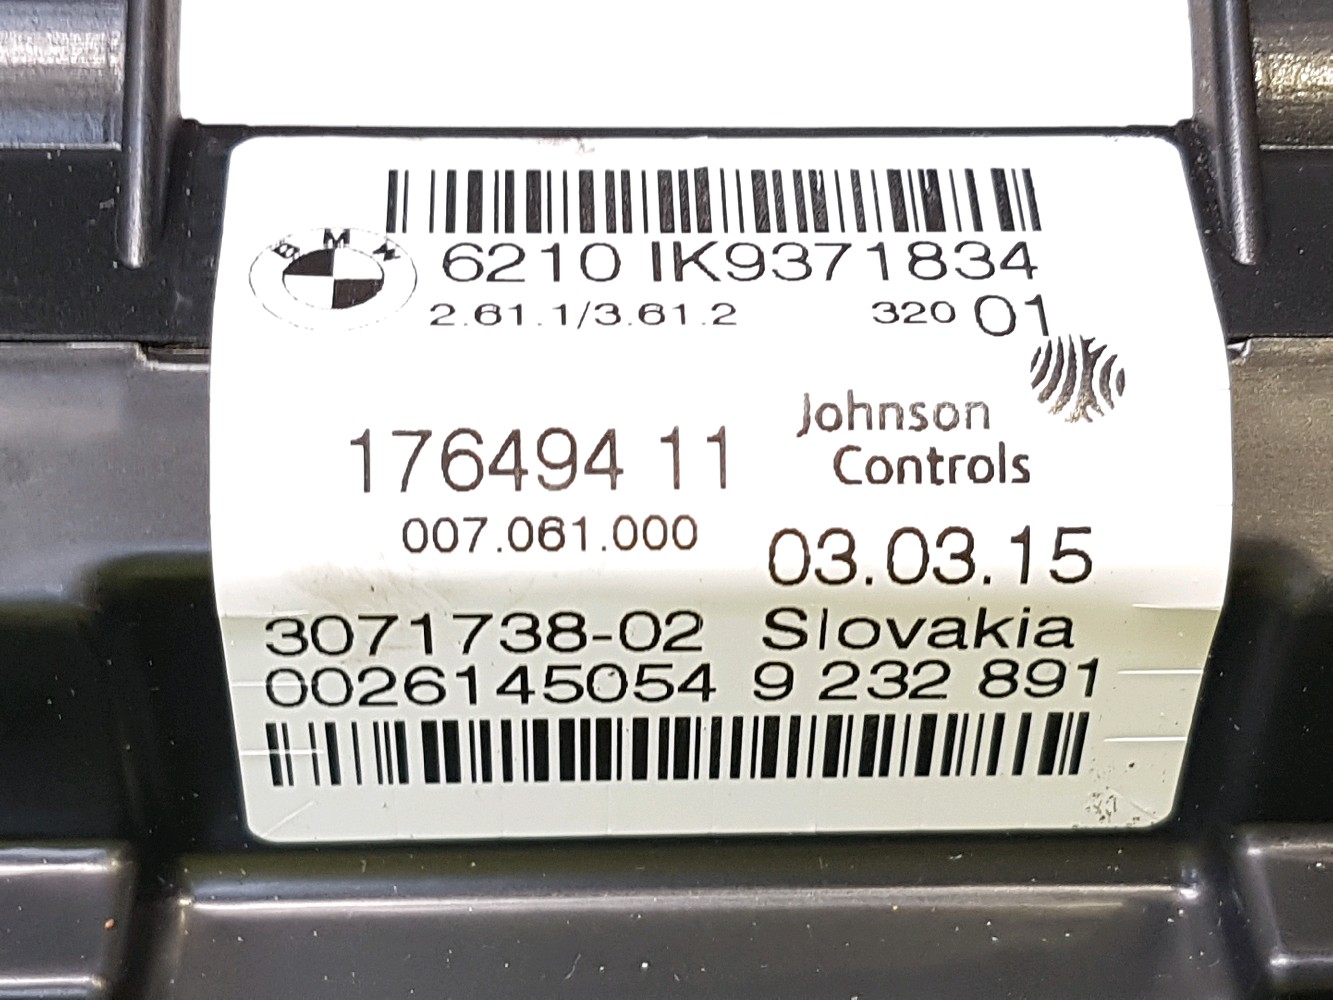 BMW
6210 IK9371834
2.61.1/3.61.2 320 01
Johnson
Controls
176494 11
007.061.000
03.03.15
3071738-02 Slovakia
0026145054 9 232 891